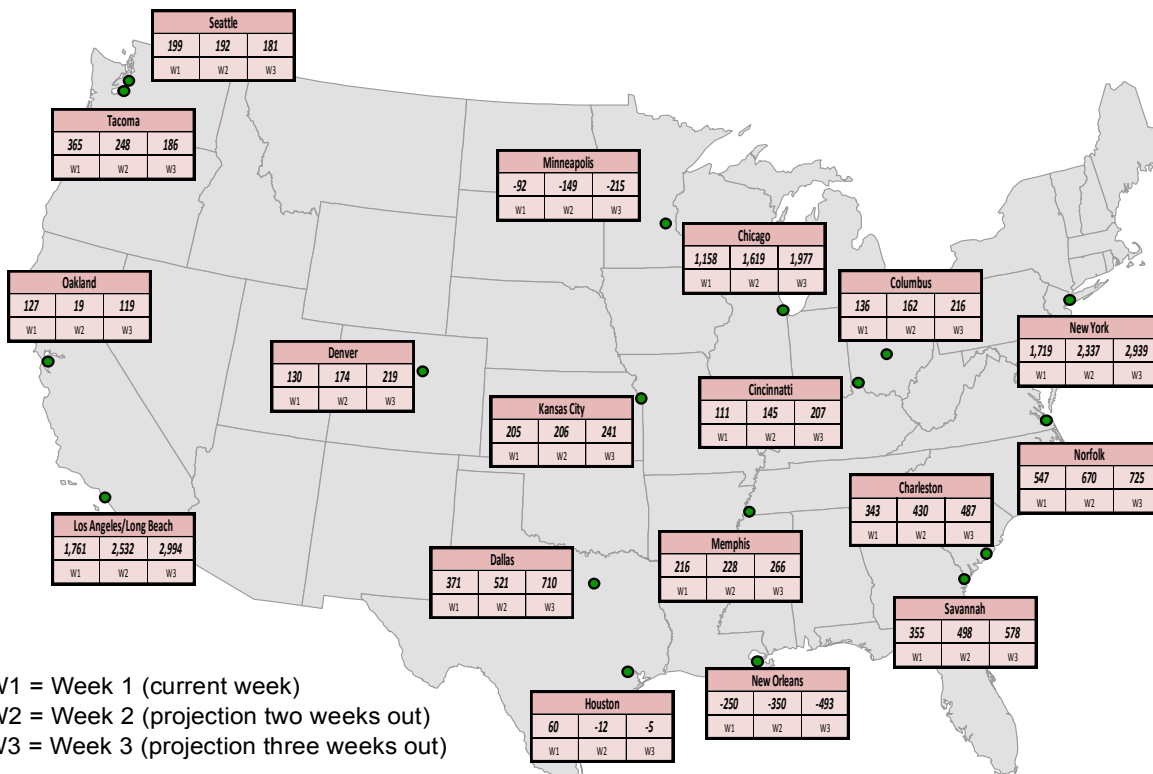 Seattle
199 192 181
W1 W2 W3
Tacoma
365 248 186
W1 W2 W3
Minneapolis
-92 -149 -215
W1 W2 W3
Chicago
1,158 1,619 1,977
W1 W2 W3
Oakland
127 19 119
W1 W2 W3
Columbus
136 162 216
W1 W2 W3
New York
1,719 2,337 2,939
W1 W2 W3
Denver
130 174 219
W1 W2 W3
Cincinnatti
111 145 207
W1 W2 W3
Kansas City
205 206 241
W1 W2 W3
Norfolk
547 670 725
W1 W2 W3
Charleston
343 430 487
W1 W2 W3
Los Angeles/Long Beach
1,761 2,532 2,994
W1 W2 W3
Memphis
216 228 266
W1 W2 W3
Dallas
371 521 710
W1 W2 W3
Savannah
355 498 578
W1 W2 W3
New Orleans
-250 -350 -493
W1 W2 W3
Houston
60 -12 -5
W1 W2 W3
W1 = Week 1 (current week)
W2 = Week 2 (projection two weeks out)
W3 = Week 3 (projection three weeks out)